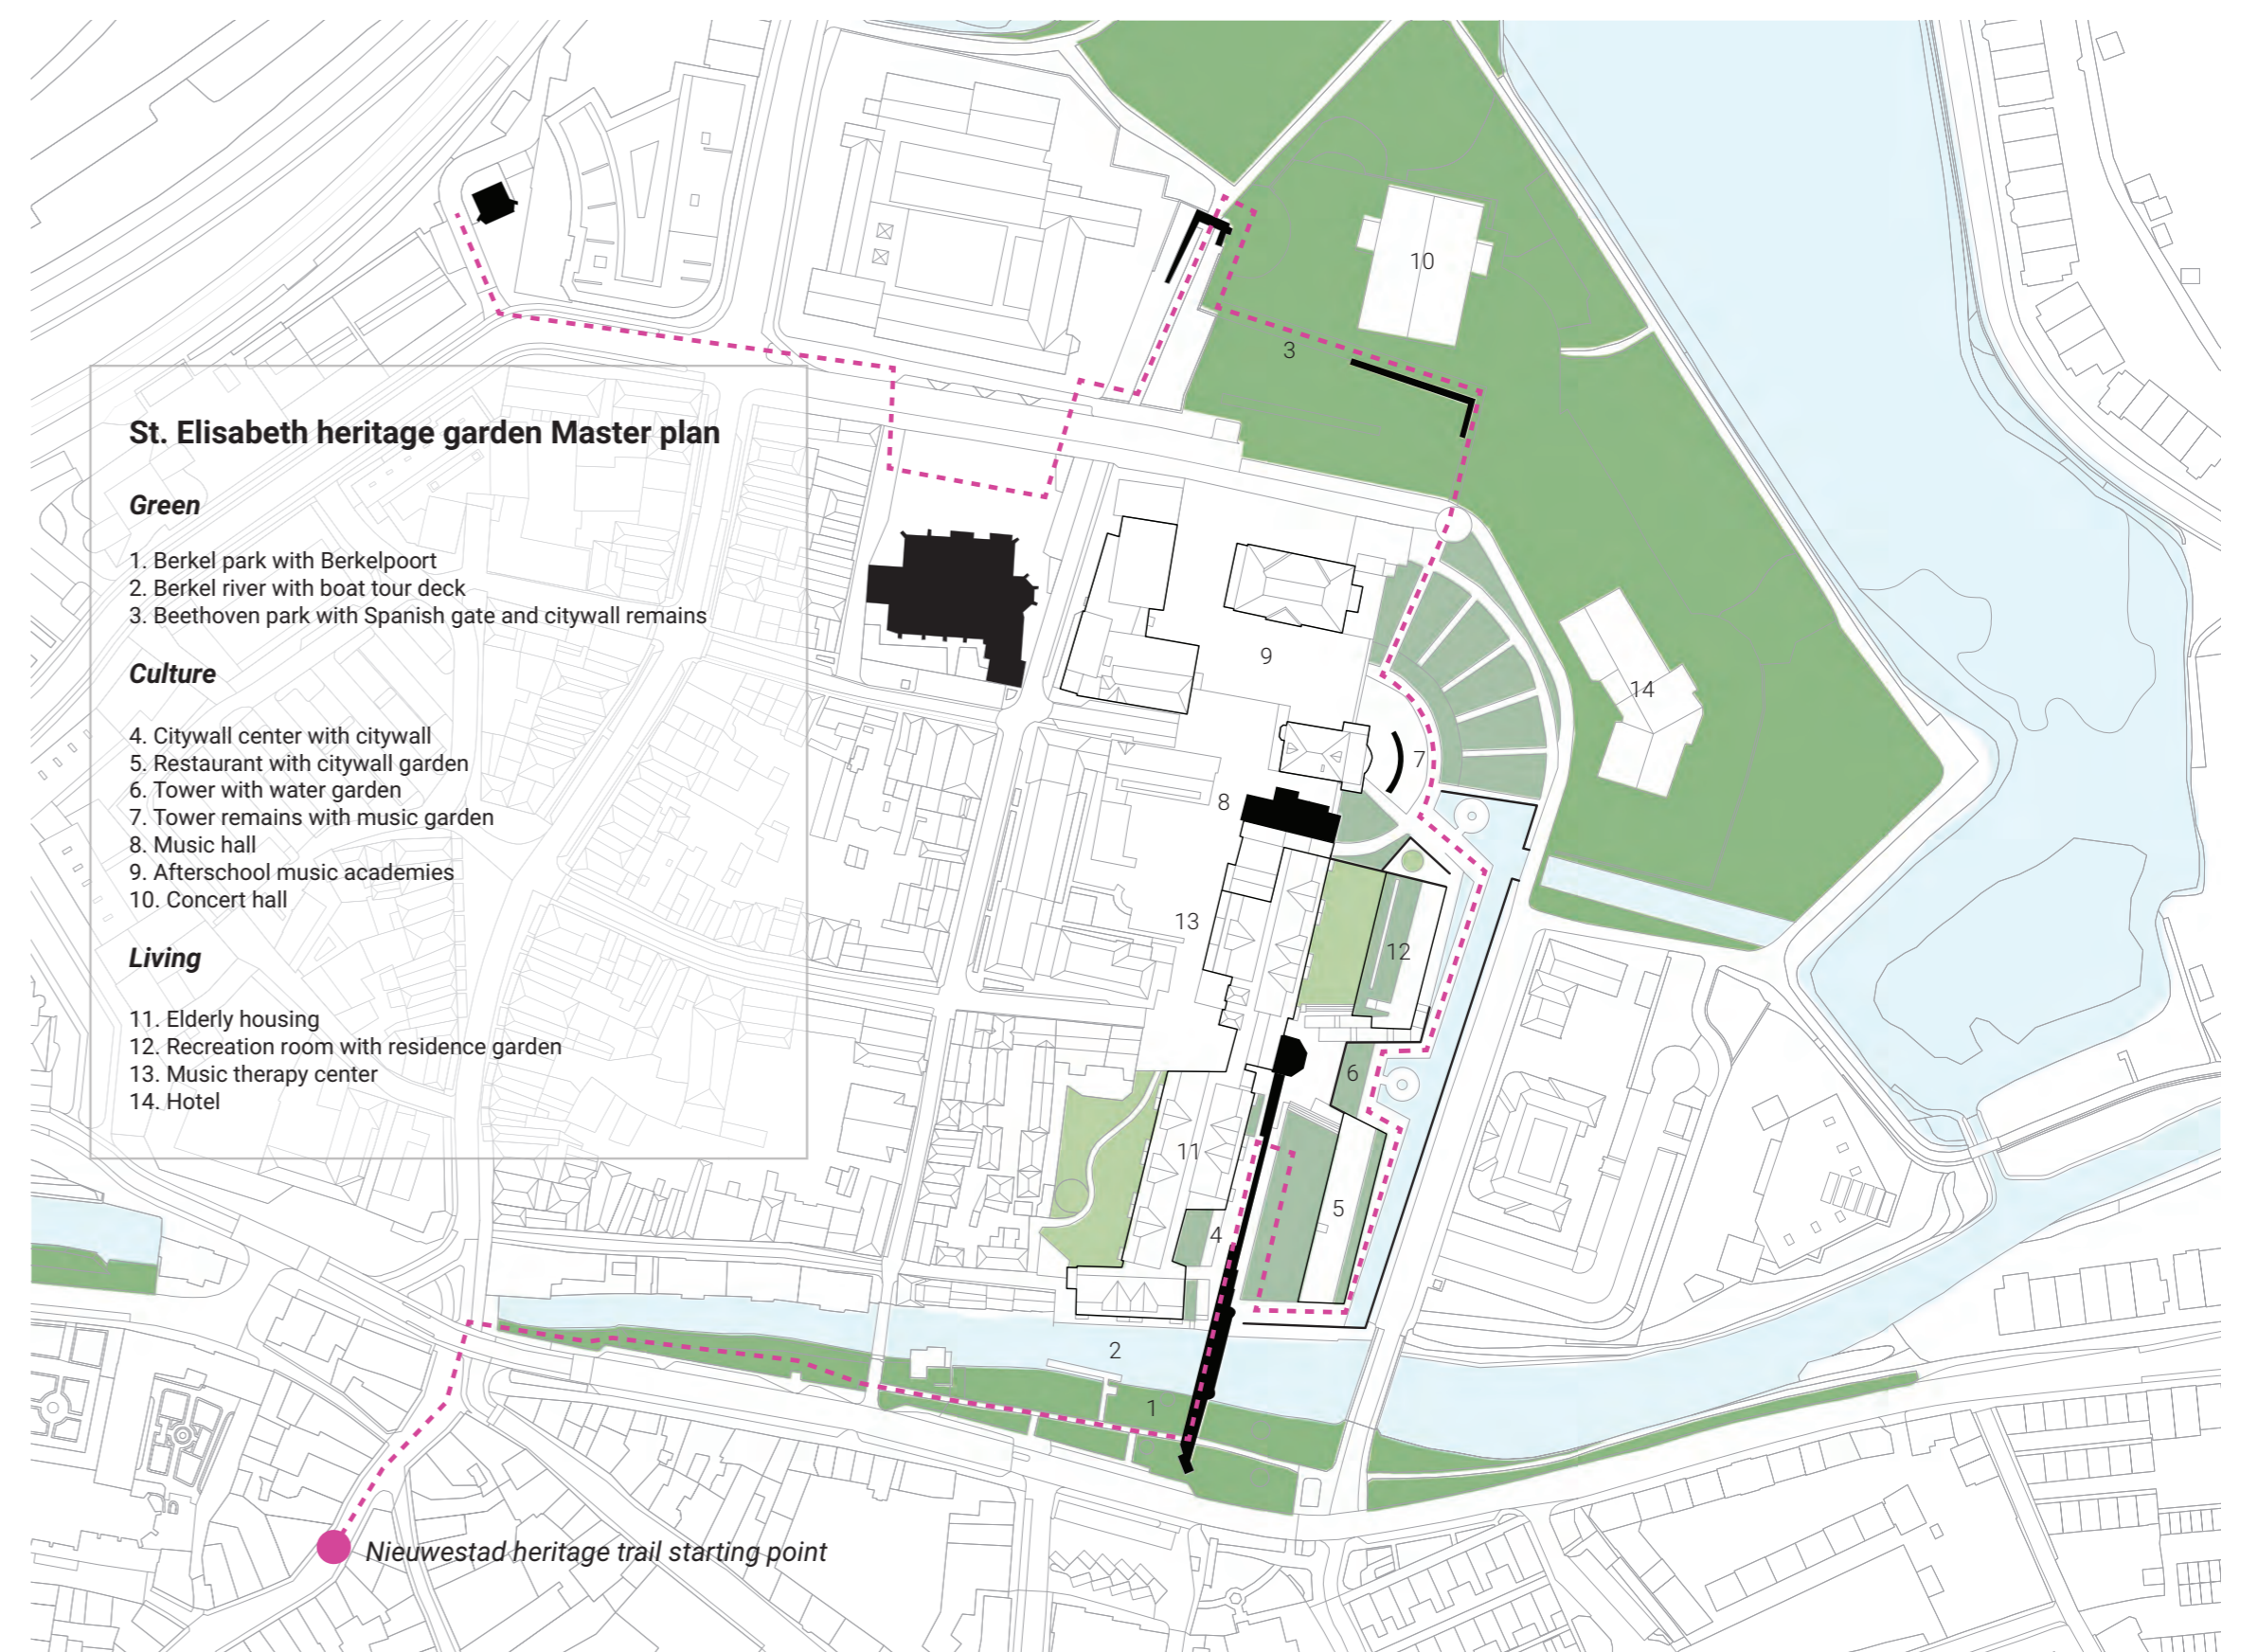 St. Elisabeth heritage garden Master plan
Green
1. Berkel park with Berkelpoort
2. Berkel river with boat tour deck
3. Beethoven park with Spanish gate and citywall remains
Culture
4. Citywall center with citywall
5. Restaurant with citywall garden
6. Tower with water garden
7. Tower remains with music garden
8. Music hall
9. Afterschool music academies
10. Concert hall
Living
11. Elderly housing
12. Recreation room with residence garden
13. Music therapy center
14. Hotel
10
3
9
14
7
8
13
12
6
11
5
4
2
1
Nieuwestad heritage trail starting point